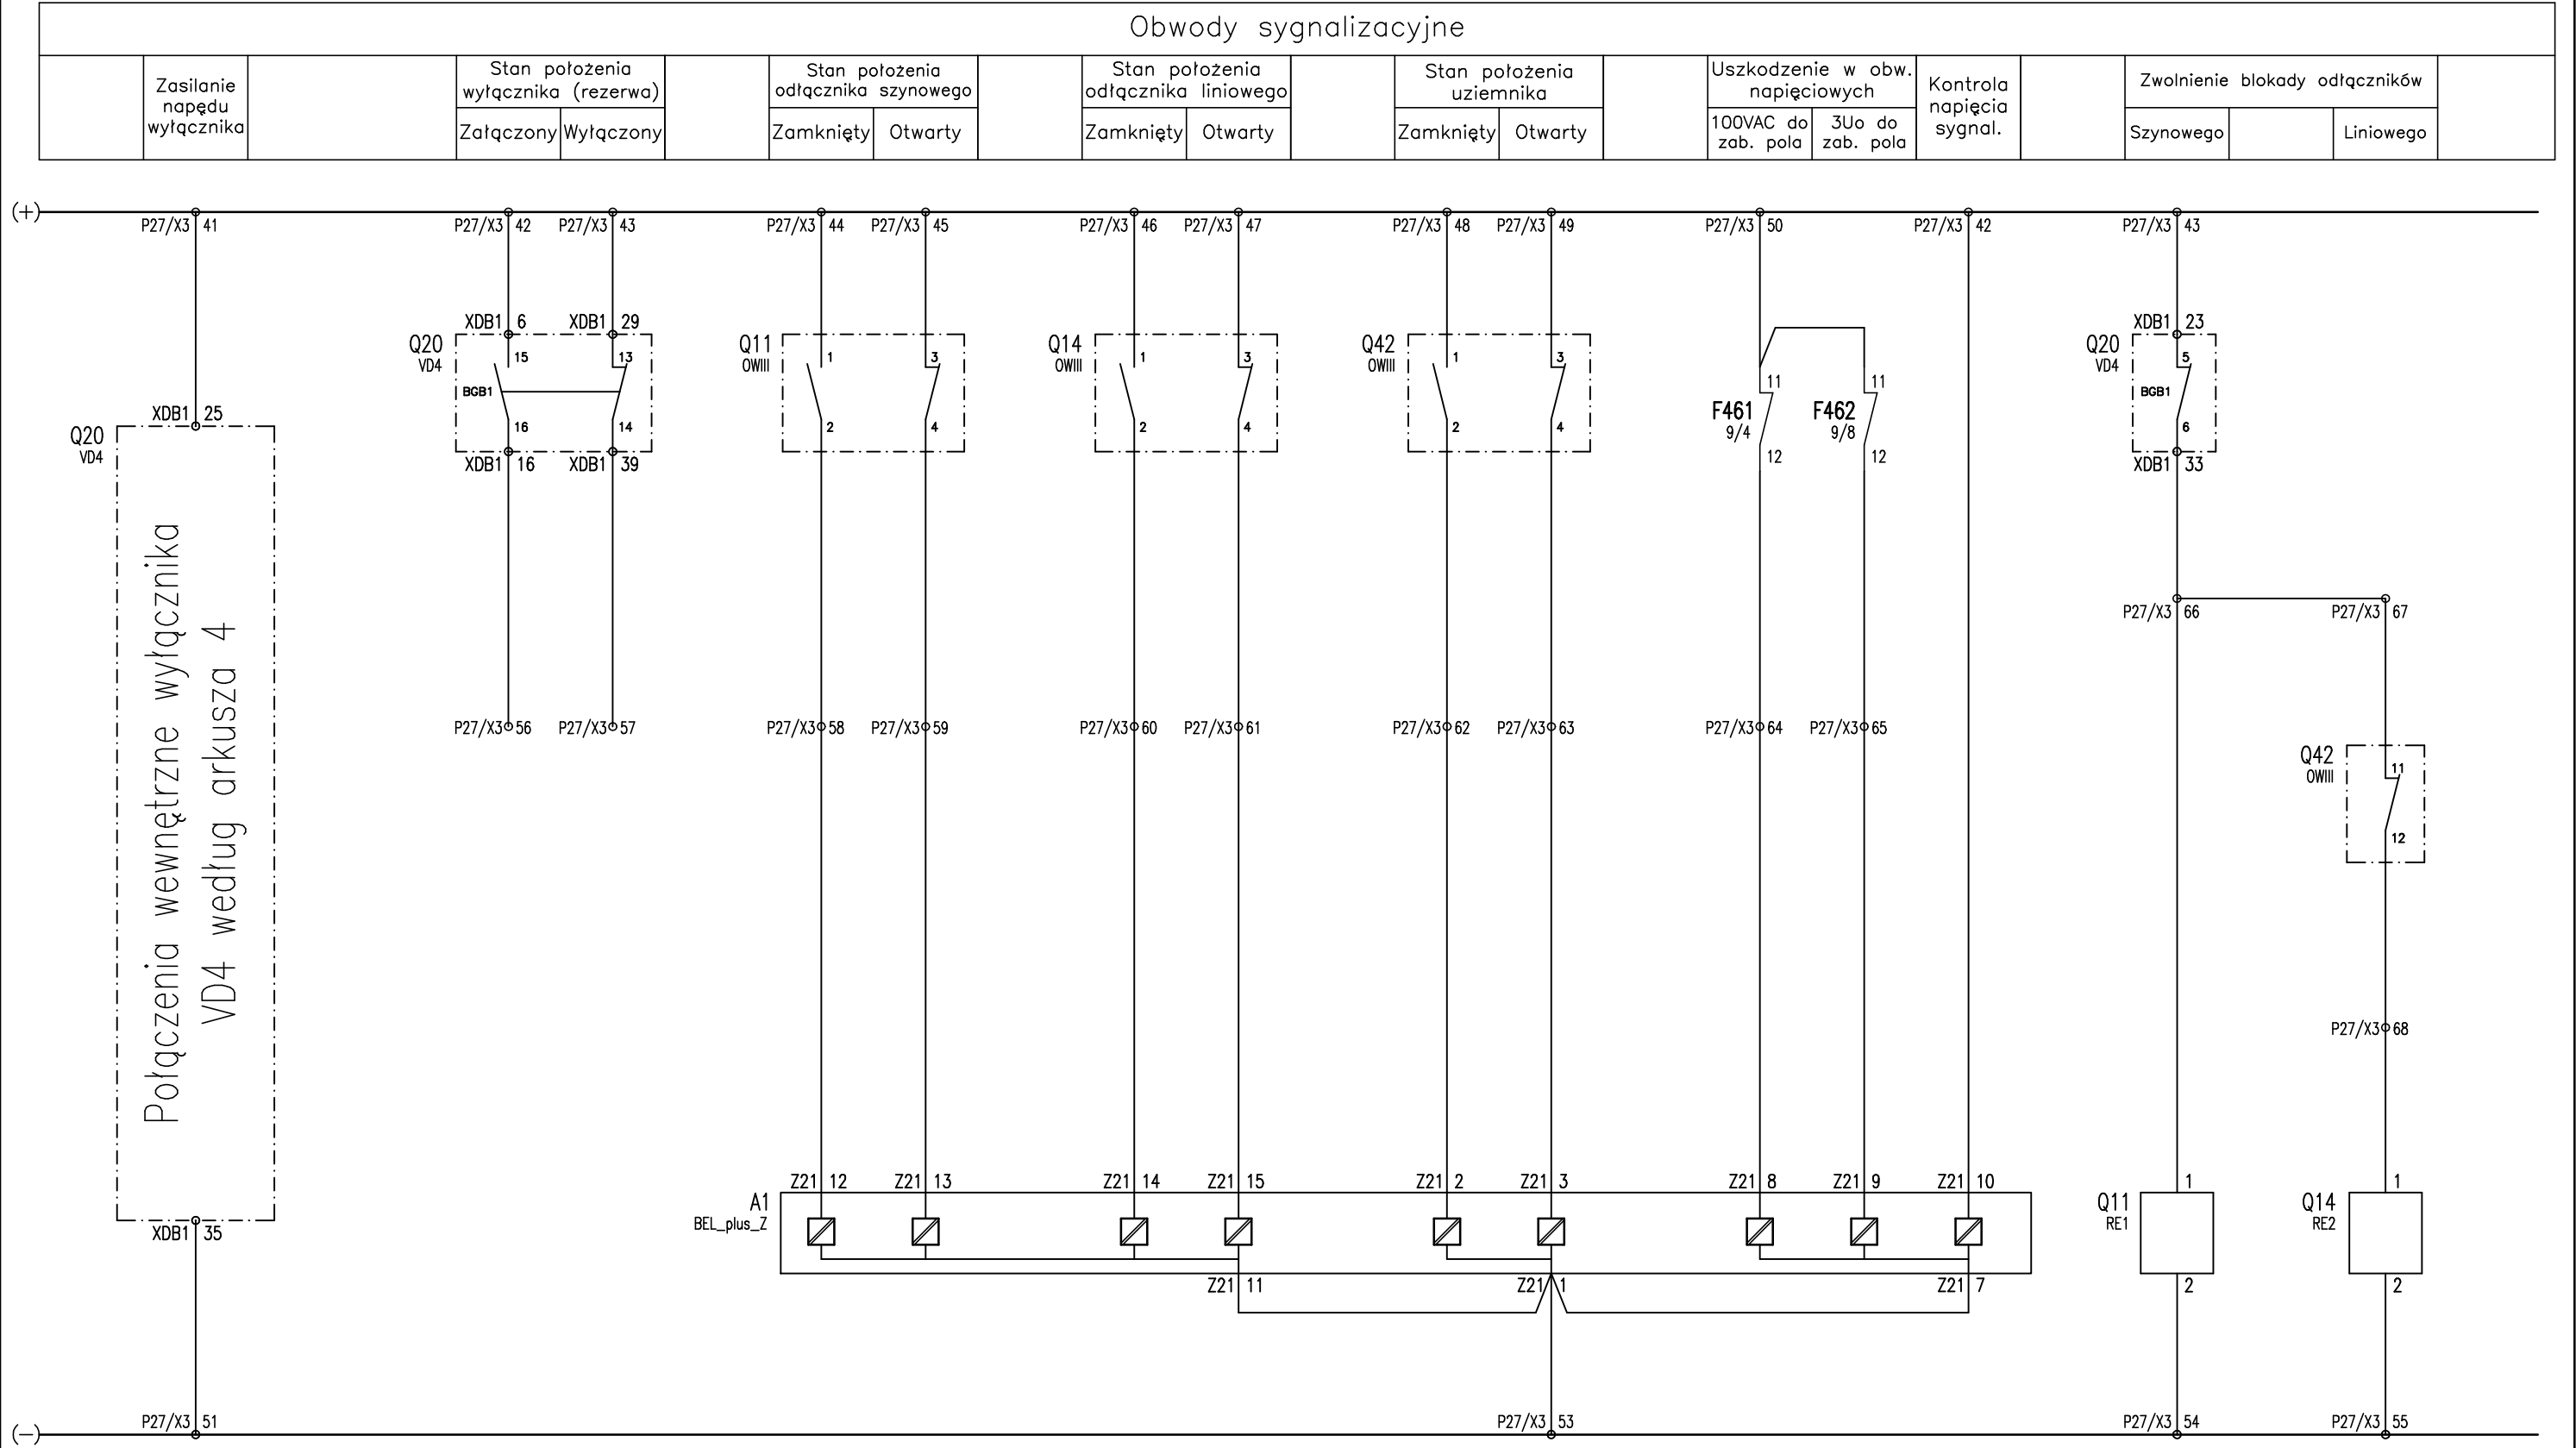 Obwody sygnalizacyjne
Zasilanie
napędu
wyłącznika
Stan położenia
wyłącznika (rezerwa)
Załączony
Wyłączony
Stan położenia
odłącznika szynowego
Zamknięty
Otwarty
Stan położenia
odłącznika liniowego
Zamknięty
Otwarty
Stan położenia
uziemnika
Zamknięty
Otwarty
Uszkodzenie w obw.
napięciowych
100VAC do
zab. pola
3Uo do
zab. pola
Kontrola
napięcia
sygnal.
Zwolnienie blokady odłączników
Szynowego
Liniowego
(+)
P27/X3 41
P27/X3 42
P27/X3 43
P27/X3 44
P27/X3 45
P27/X3 46
P27/X3 47
P27/X3 48
P27/X3 49
P27/X3 50
P27/X3 42
P27/X3 43
XDB1 6
XDB1 29
XDB1 23
Q20
VD4
BGB1
15
16
13
14
Q11
OWIII
1
2
3
4
Q14
OWIII
1
2
3
4
Q42
OWIII
1
2
3
4
11
F461
9/4
12
11
F462
9/8
12
Q20
VD4
BGB1
5
6
XDB1 16
XDB1 39
XDB1 33
XDB1 25
Q20
VD4
Połączenia wewnętrzne wyłącznika
VD4 według arkusza 4
P27/X3 66
P27/X3 67
P27/X3 56
P27/X3 57
P27/X3 58
P27/X3 59
P27/X3 60
P27/X3 61
P27/X3 62
P27/X3 63
P27/X3 64
P27/X3 65
Q42
OWIII
11
12
P27/X3 68
Z21 12
Z21 13
Z21 14
Z21 15
Z21 2
Z21 3
Z21 8
Z21 9
Z21 10
A1
BEL_plus_Z
1
Q11
RE1
2
1
Q14
RE2
2
XDB1 35
Z21 11
Z21 1
Z21 7
(-)
P27/X3 51
P27/X3 53
P27/X3 54
P27/X3 55